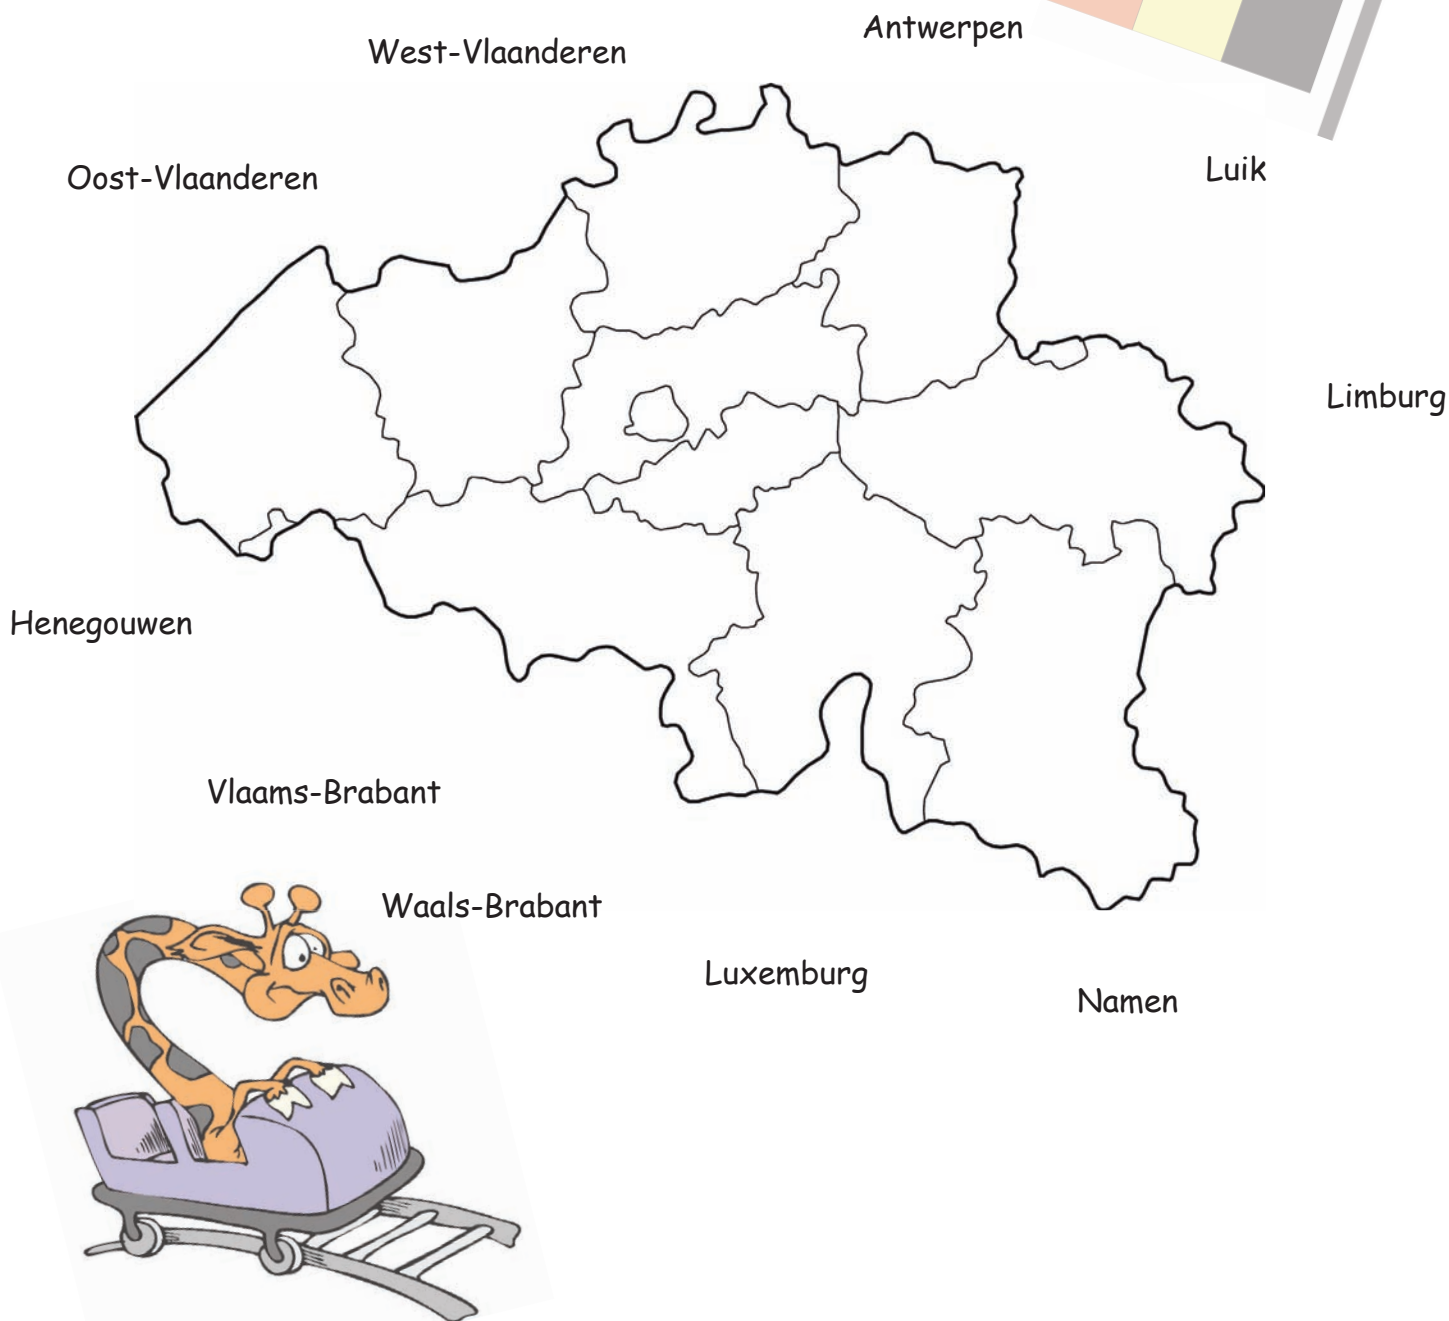 Antwerpen
West-Vlaanderen
Luik
Oost-Vlaanderen
Limburg
Henegouwen
Vlaams-Brabant
Waals-Brabant
Luxemburg
Namen